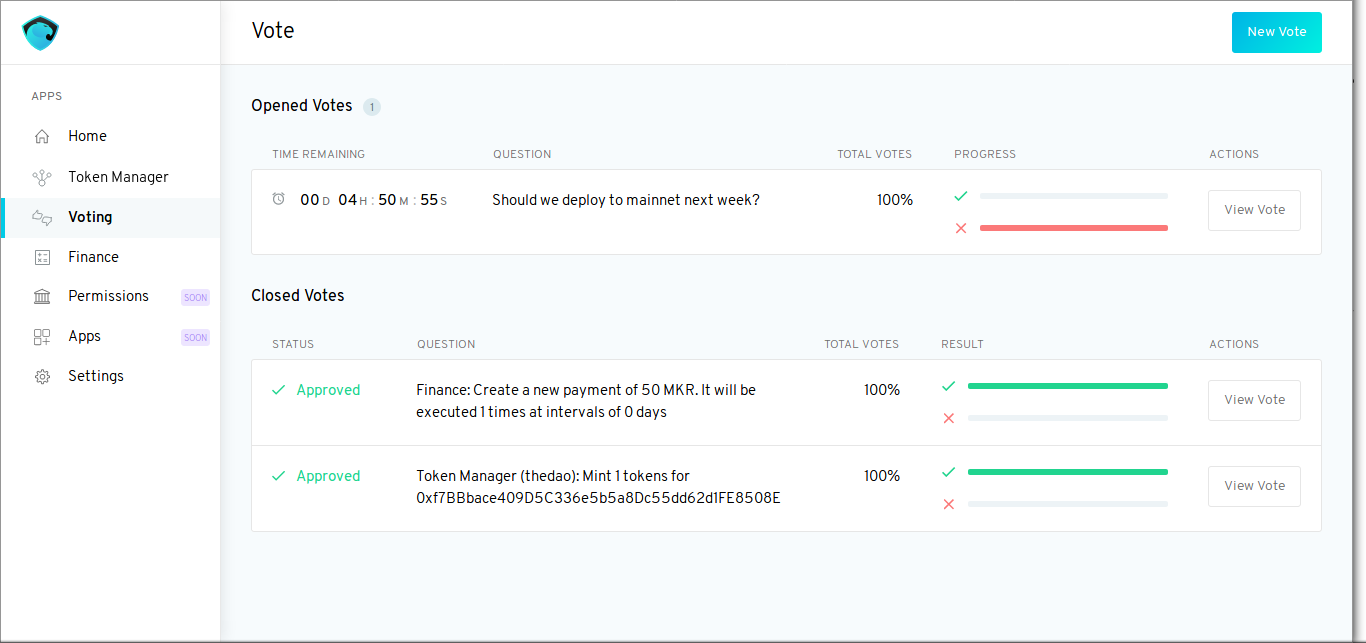 Vote
New Vote
APPS
Home
Token Manager
Voting
Finance
Permissions SOON
Apps SOON
Settings
Opened Votes 1
TIME REMAINING QUESTION TOTAL VOTES PROGRESS ACTIONS
00 D 04 H : 50 M : 55 S Should we deploy to mainnet next week? 100% View Vote
Closed Votes
STATUS QUESTION TOTAL VOTES RESULT ACTIONS
Approved Finance: Create a new payment of 50 MKR. It will be 100% View Vote
executed 1 times at intervals of 0 days
Approved Token Manager (thedao): Mint 1 tokens for 100% View Vote
0xf7BBbace409D5C336e5b5a8Dc55dd62d1FE8508E